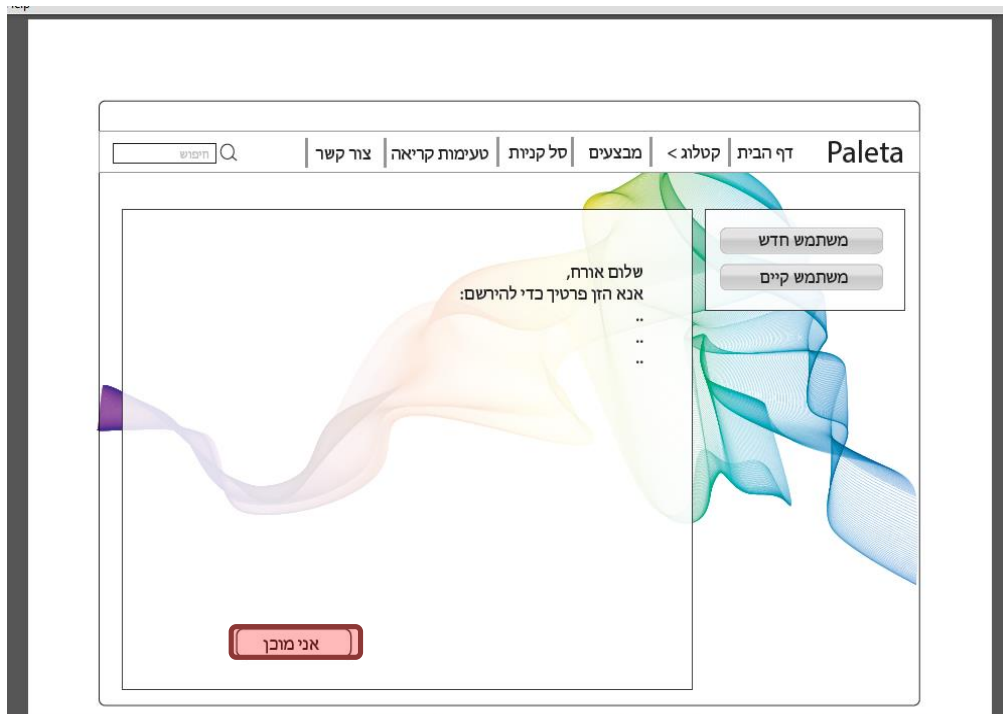 Paleta דף הבית קטלוג > מבצעים סל קניות טעימות קריאה צור קשר חיפוש
משתמש חדש
משתמש קיים
שלום אורח,
אנא הזן פרטיך כדי להירשם:
..
..
..
אני מוכן